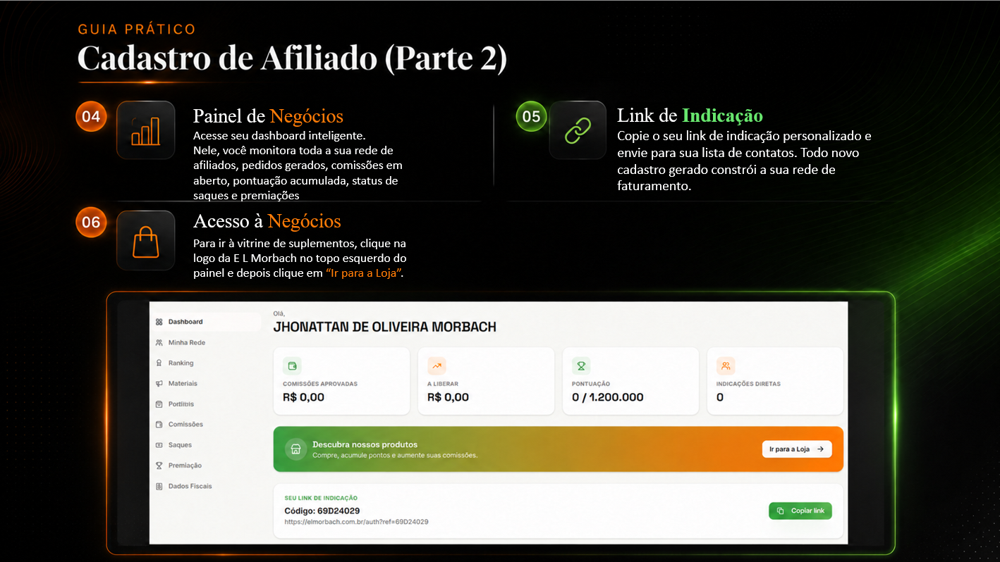 GUIA PRÁTICO
Cadastro de Afiliado (Parte 2)
04
Painel de Negócios
Acesse seu dashboard inteligente.
Nele, você monitora toda a sua rede de
afiliados, pedidos gerados, comissões em
aberto, pontuação acumulada, status de
saques e premiações
05
Link de Indicação
Copie o seu link de indicação personalizado e
envie para sua lista de contatos. Todo novo
cadastro gerado constrói a sua rede de
faturamento.
06
Acesso à Negócios
Para ir à vitrine de suplementos, clique na
logo da E L Morbach no topo esquerdo do
painel e depois clique em “Ir para a Loja”.
Dashboard
Minha Rede
Ranking
Materiais
Comissões
Saques
Premiação
Dados Fiscais
Olá,
JHONATTAN DE OLIVEIRA MORBACH
COMISSÕES APROVADAS
R$ 0,00
A LIBERAR
R$ 0,00
PONTUAÇÃO
0 / 1.200.000
INDICAÇÕES DIRETAS
0
Descubra nossos produtos
Compre, acumule pontos e aumente suas comissões.
Ir para a Loja
SEU LINK DE INDICAÇÃO
Código: 69D24029
https://elmorbach.com.br/auth?ref=69D24029
Copiar link